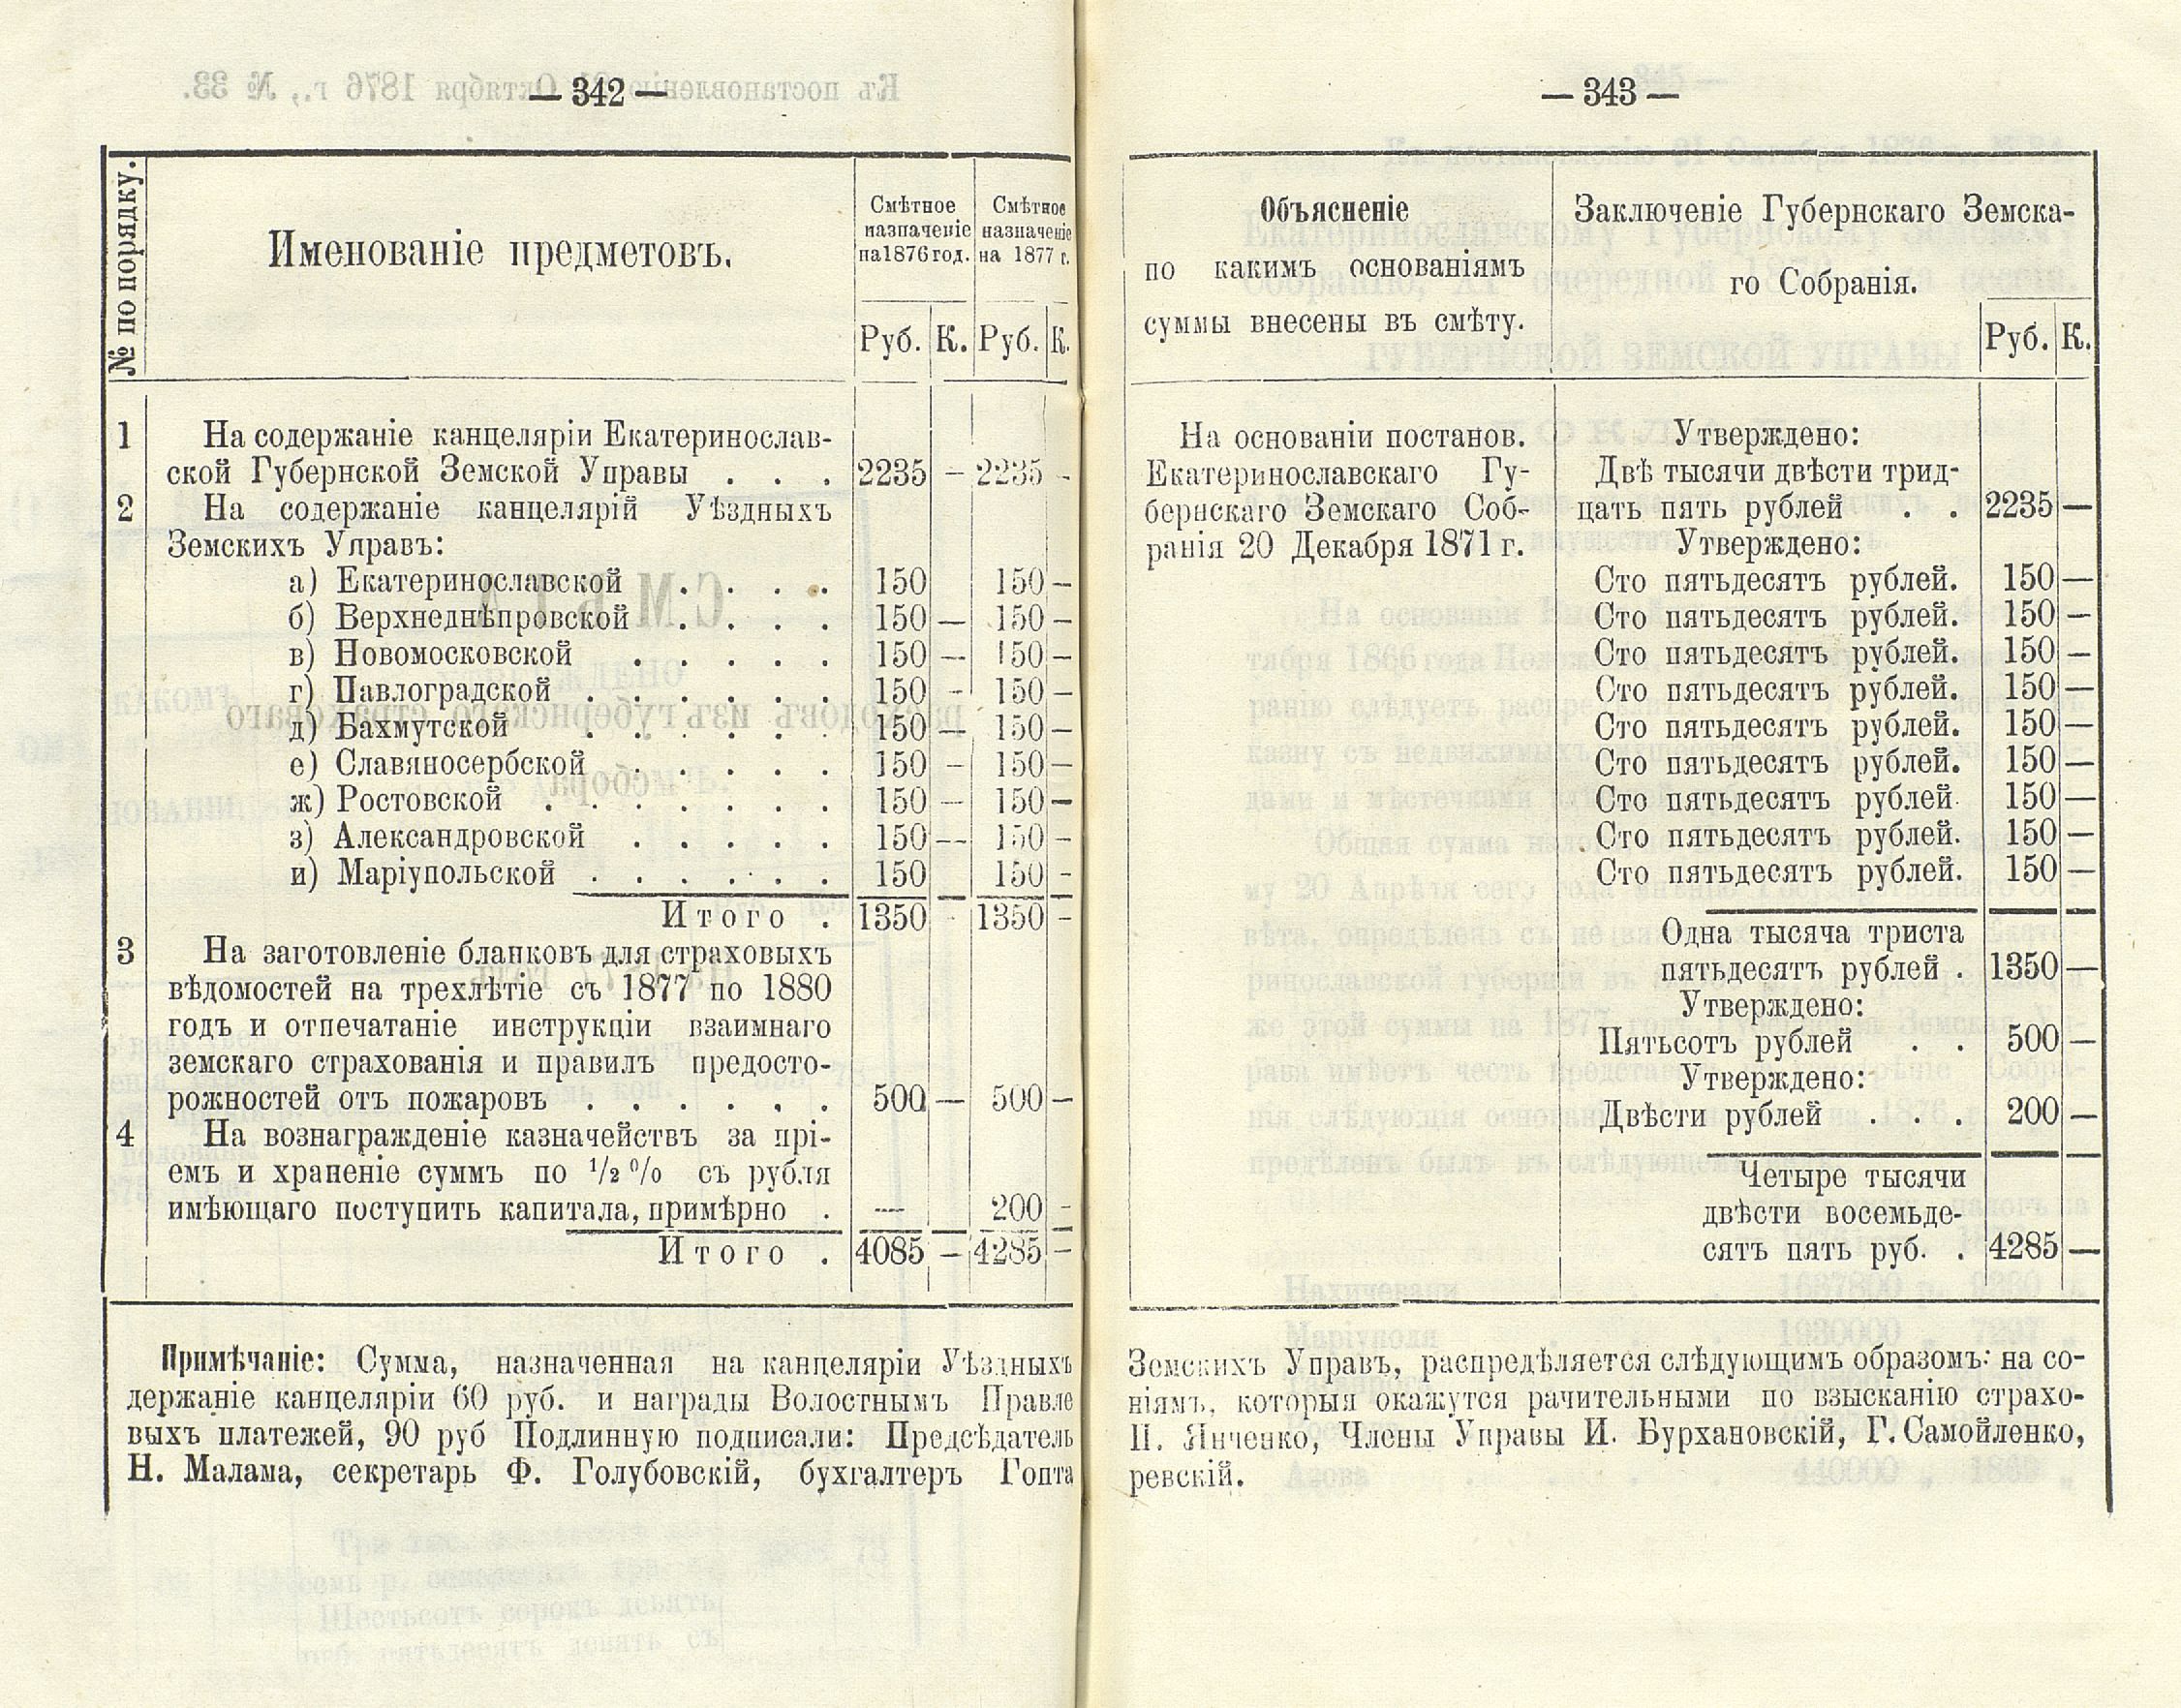 — 342 —
№ по порядку.
Именованіе предметовъ.
Смѣтное назначеніе на 1876 год.
Смѣтное назначеніе на 1877 г.
Руб. К. Руб. К.
1 На содержаніе канцеляріи Екатеринослав-
ской Губернской Земской Управы . . . 2235 — 2235 —
2 На содержаніе канцелярій Уѣздныхъ
Земскихъ Управъ:
а) Екатеринославской . . . . 150 150 —
б) Верхнеднѣпровской . . . . 150 — 150 —
в) Новомосковской . . . . . 150 — 150 —
г) Павлоградской . . . . . . 150 — 150 —
д) Бахмутской . . . . . . 150 — 150 —
е) Славяносербской . . . . . 150 — 150 —
ж) Ростовской . . . . . . . 150 — 150 —
з) Александровской . . . . . 150 — 150 —
и) Маріупольской . . . . . . 150 150 —
Итого . 1350 — 1350 —
3 На заготовленіе бланковъ для страховыхъ
вѣдомостей на трехлѣтіе съ 1877 по 1880
годъ и отпечатаніе инструкціи взаимнаго
земскаго страхованія и правилъ предосто-
рожностей отъ пожаровъ . . . . . . 500 — 500 —
4 На вознагражденіе казначействъ за прі-
емъ и храненіе суммъ по 1/2 % съ рубля
имѣющаго поступить капитала, примѣрно . — 200 —
Итого . 4085 — 4285 —
Примѣчаніе: Сумма, назначенная на канцеляріи Уѣздныхъ
держаніе канцеляріи 60 руб. и награды Волостнымъ Правле
выхъ платежей, 90 руб Подлинную подписали: Предсѣдатель
Н. Малама, секретарь Ф. Голубовскій, бухгалтеръ Гопта
— 343 —
Объясненіе
по какимъ основаніямъ
суммы внесены въ смѣту.
Заключеніе Губернскаго Земска-
го Собранія.
Руб. К.
На основаніи постанов.
Екатеринославскаго Гу-
бернскаго Земскаго Соб-
ранія 20 Декабря 1871 г.
Утверждено:
Двѣ тысячи двѣсти трид-
цать пять рублей . . 2235 —
Утверждено:
Сто пятьдесятъ рублей. 150 —
Сто пятьдесятъ рублей. 150 —
Сто пятьдесятъ рублей. 150 —
Сто пятьдесятъ рублей. 150 —
Сто пятьдесятъ рублей. 150 —
Сто пятьдесятъ рублей. 150 —
Сто пятьдесятъ рублей 150 —
Сто пятьдесятъ рублей. 150 —
Сто пятьдесятъ рублей. 150 —
Одна тысяча триста
пятьдесятъ рублей . 1350 —
Утверждено:
Пятьсотъ рублей . . 500 —
Утверждено:
Двѣсти рублей . . . 200 —
Четыре тысячи
двѣсти восемьде-
сятъ пять руб. . 4285 —
Земскихъ Управъ, распредѣляется слѣдующимъ образомъ: на со-
ніямъ, которыя окажутся рачительными по взысканію страхо-
П. Янченко, Члены Управы И. Бурхановскій, Г. Самойленко,
ревскій.